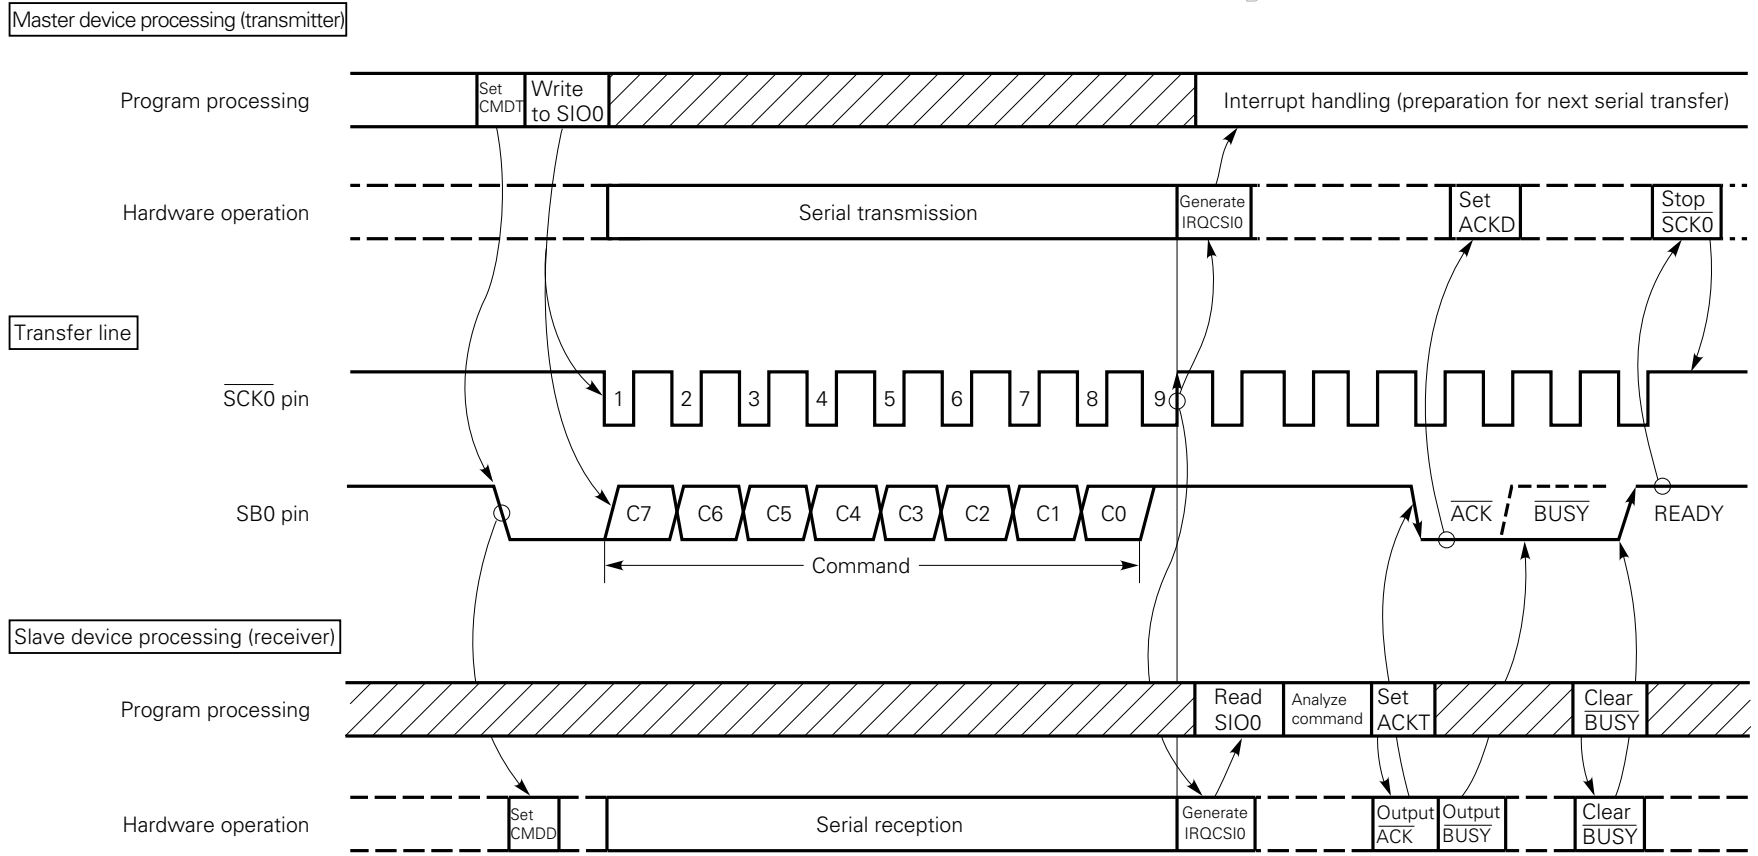 Master device processing (transmitter)
Program processing
Set
CMDT
Write
to SIO0
Interrupt handling (preparation for next serial transfer)
Hardware operation
Serial transmission
Generate
IRQCSI0
Set
ACKD
Stop
SCK0
Transfer line
SCK0 pin
1 2 3 4 5 6 7 8 9
SB0 pin
C7 C6 C5 C4 C3 C2 C1 C0
ACK BUSY READY
Command
Slave device processing (receiver)
Program processing
Read
SIO0
Analyze
command
Set
ACKT
Clear
BUSY
Hardware operation
Set
CMDD
Serial reception
Generate
IRQCSI0
Output
ACK
Output
BUSY
Clear
BUSY